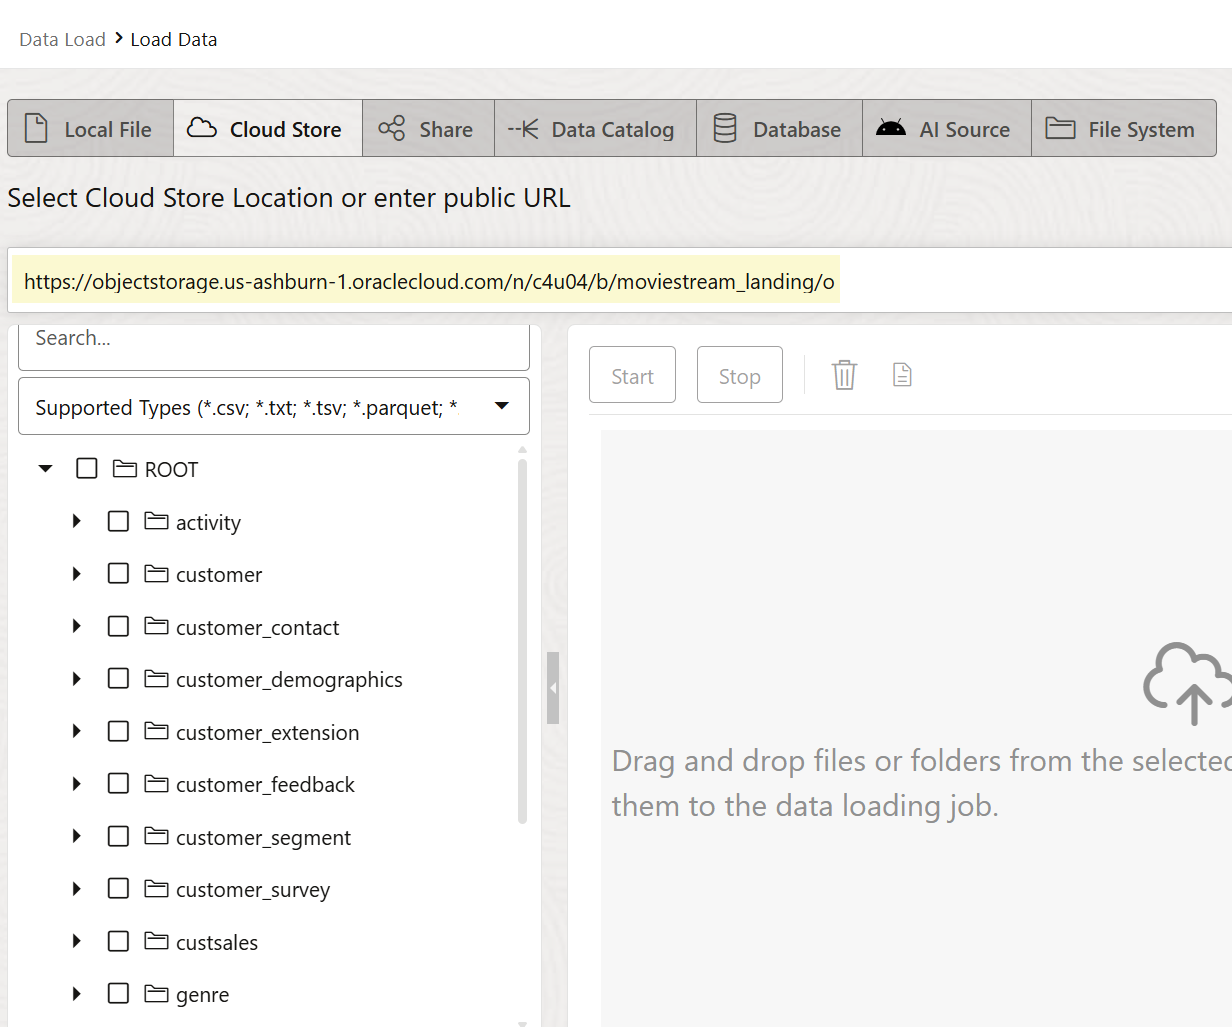 Data Load > Load Data
Local File Cloud Store Share Data Catalog Database AI Source File System
Select Cloud Store Location or enter public URL
https://objectstorage.us-ashburn-1.oraclecloud.com/n/c4u04/b/moviestream_landing/o
Search...
Supported Types (*.csv; *.txt; *.tsv; *.parquet; *
ROOT
activity
customer
customer_contact
customer_demographics
customer_extension
customer_feedback
customer_segment
customer_survey
custsales
genre
Start Stop
Drag and drop files or folders from the selected
them to the data loading job.